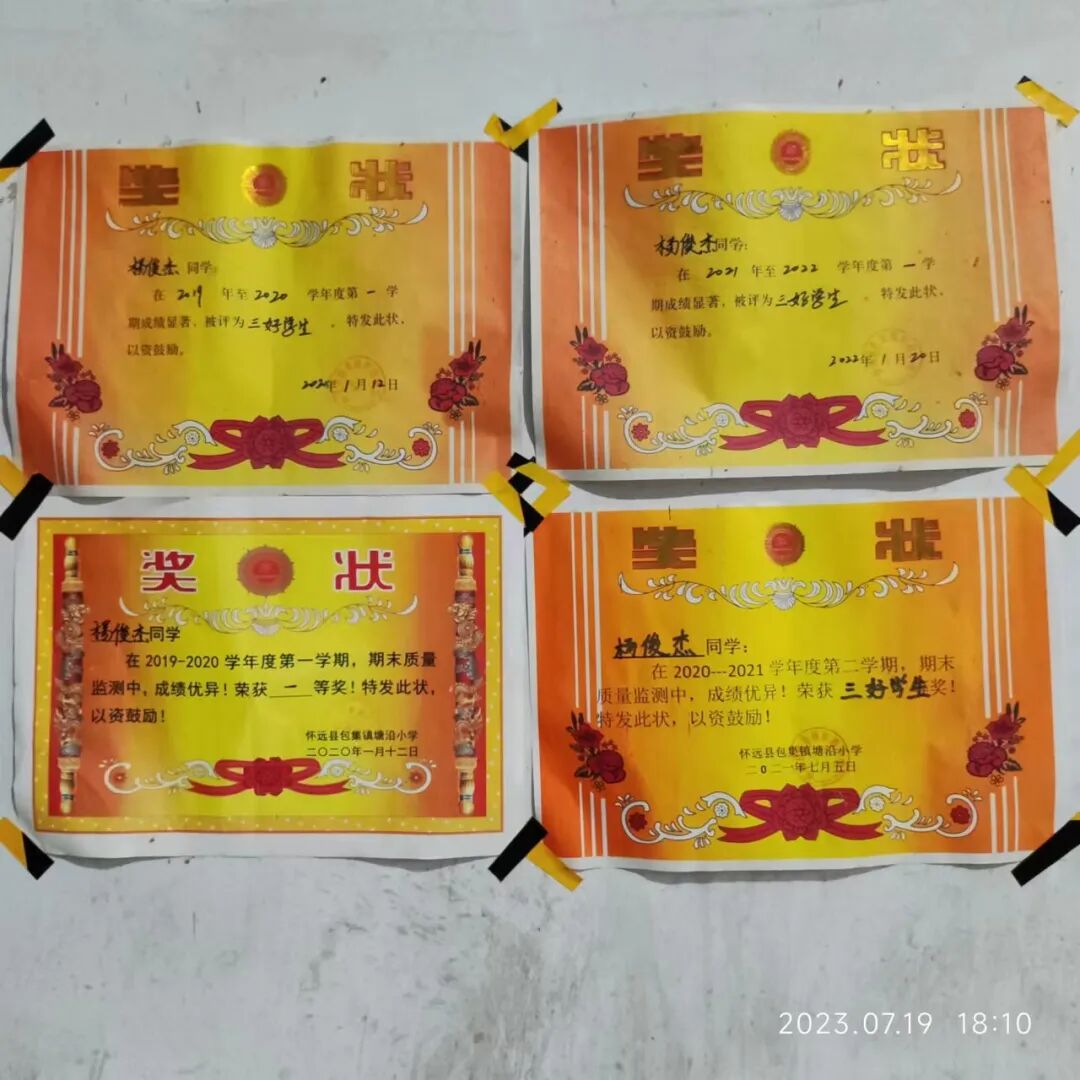 奖 状
杨俊杰 同学:
在 2019 年至 2020 学年度第 一 学
期成绩显著，被评为 三好学生 。特发此状，
以资鼓励。
2020年 1 月 12日
奖 状
杨俊杰同学:
在 2021 年至 2022 学年度第 一 学
期成绩显著，被评为 三好学生 。特发此状，
以资鼓励。
2022年 1 月 20日
奖 状
杨俊杰同学
在 2019-2020 学年度第一学期，期末质量
监测中，成绩优异！荣获 一 等奖！特发此状，
以资鼓励！
怀远县包集镇塘沿小学
二〇二〇年一月十二日
奖 状
杨俊杰 同学:
在 2020---2021 学年度第二学期，期末
质量监测中，成绩优异！荣获 三好学生奖！
特发此状，以资鼓励！
怀远县包集镇塘沿小学
二0二一年七月五日
2023.07.19 18:10